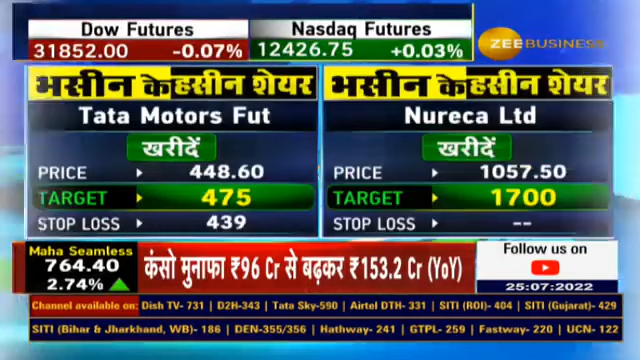 Dow Futures
31852.00 -0.07%
Nasdaq Futures
12426.75 +0.03%
ZEE BUSINESS
भसीन के हसीन शेयर
Tata Motors Fut
खरीदें
PRICE 448.60
TARGET 475
STOP LOSS 439
भसीन के हसीन शेयर
Nureca Ltd
खरीदें
PRICE 1057.50
TARGET 1700
STOP LOSS --
Maha Seamless
764.40
2.74%
कंसो मुनाफा ₹96 Cr से बढ़कर ₹153.2 Cr (YoY)
Follow us on
25:07:2022
Channel available on: Dish TV- 731 | D2H-343 | Tata Sky-590 | Airtel DTH- 331 | SITI (ROI)- 404 | SITI (Gujarat)- 429
SITI (Bihar & Jharkhand, WB)- 186 | DEN-355/356 | Hathway- 241 | GTPL- 259 | Fastway- 220 | UCN- 122